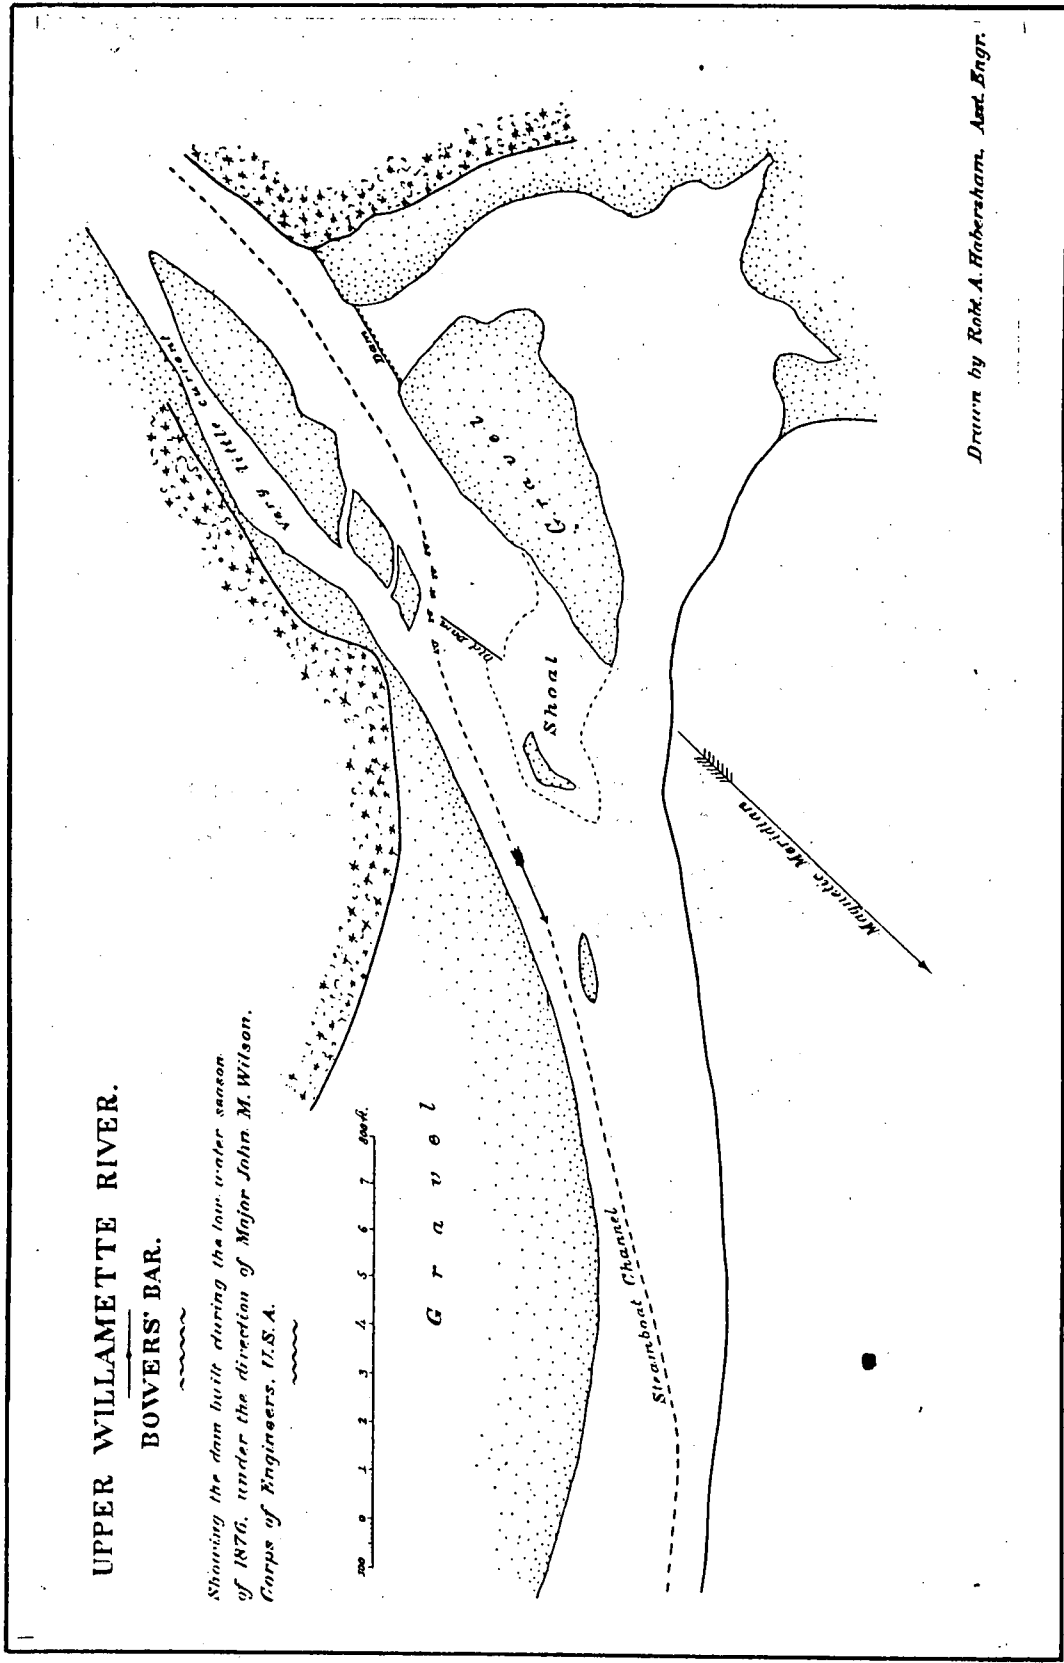 UPPER WILLAMETTE RIVER.
BOWERS' BAR.
Showing the dam built during the low water season
of 1876, under the direction of Major John M. Wilson,
Corps of Engineers, U.S.A.
100 0 1 2 3 4 5 6 7 800 ft.
Gravel
Very little current
Dam
Old Dam
Gravel
Shoal
Steamboat Channel
Magnetic Meridian
Drawn by Robt. A. Habersham, Asst. Engr.